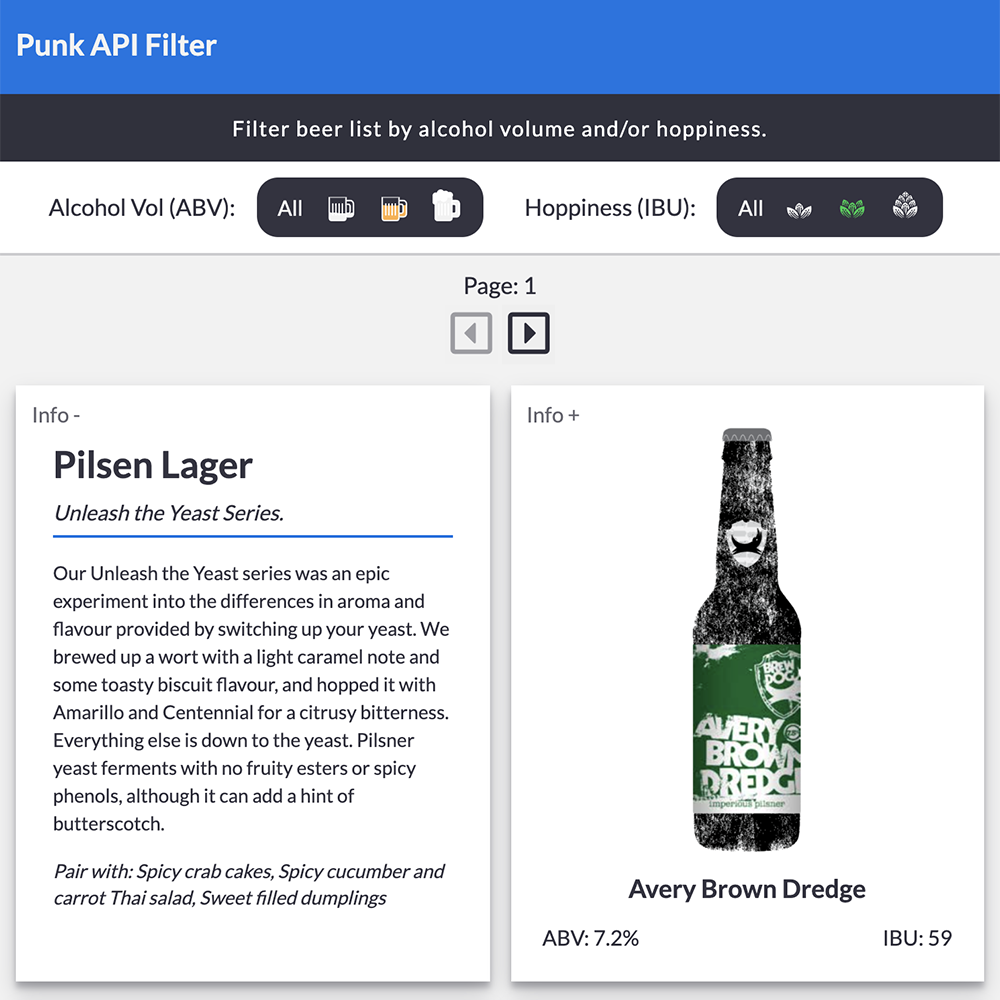 Punk API Filter
Filter beer list by alcohol volume and/or hoppiness.
Alcohol Vol (ABV): All Hoppiness (IBU): All
Page: 1
Info -
Pilsen Lager
Unleash the Yeast Series.
Our Unleash the Yeast series was an epic
experiment into the differences in aroma and
flavour provided by switching up your yeast. We
brewed up a wort with a light caramel note and
some toasty biscuit flavour, and hopped it with
Amarillo and Centennial for a citrusy bitterness.
Everything else is down to the yeast. Pilsner
yeast ferments with no fruity esters or spicy
phenols, although it can add a hint of
butterscotch.
Pair with: Spicy crab cakes, Spicy cucumber and
carrot Thai salad, Sweet filled dumplings
Info +
BREW
DOG
AVERY
BROWN
DREDGE
imperious pilsner
Avery Brown Dredge
ABV: 7.2% IBU: 59